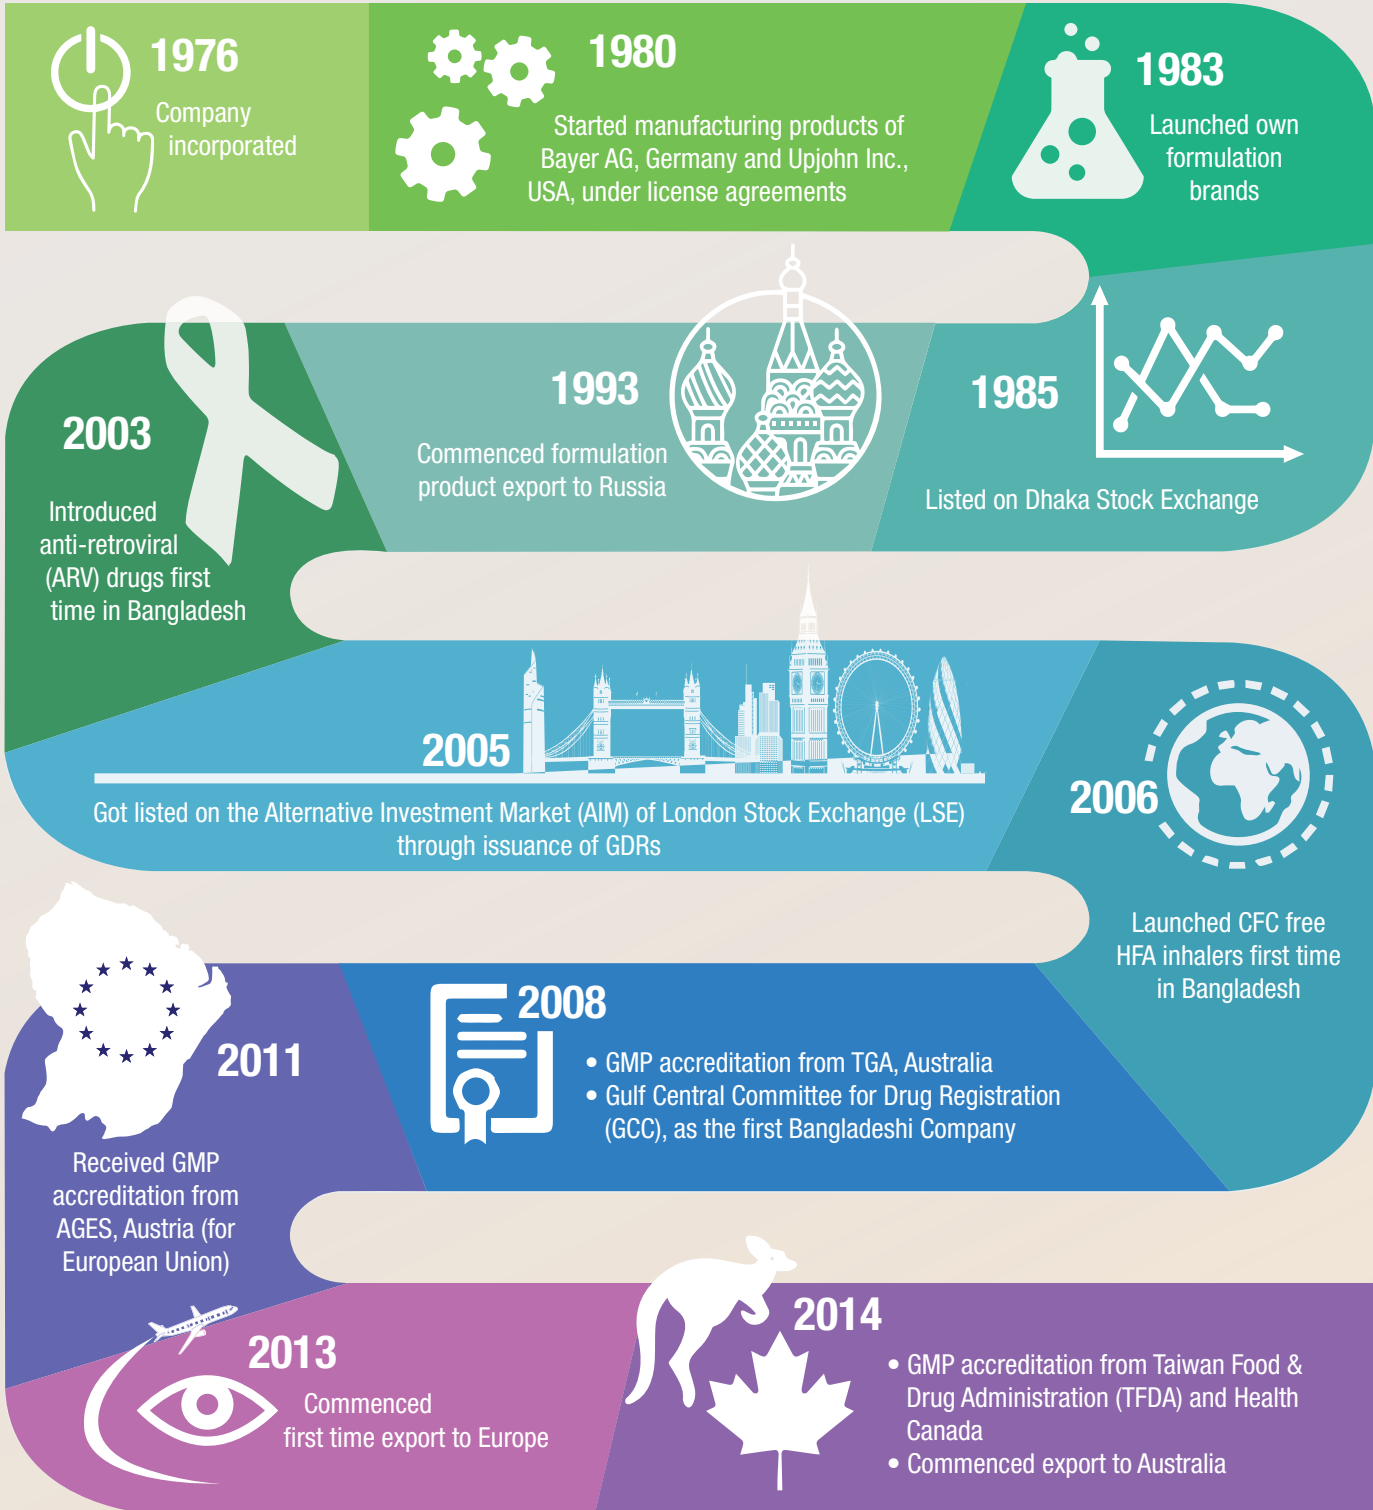 1976
Company
incorporated
1980
Started manufacturing products of
Bayer AG, Germany and Upjohn Inc.,
USA, under license agreements
1983
Launched own
formulation
brands
1985
Listed on Dhaka Stock Exchange
1993
Commenced formulation
product export to Russia
2003
Introduced
anti-retroviral
(ARV) drugs first
time in Bangladesh
2005
Got listed on the Alternative Investment Market (AIM) of London Stock Exchange (LSE)
through issuance of GDRs
2006
Launched CFC free
HFA inhalers first time
in Bangladesh
2008
• GMP accreditation from TGA, Australia
• Gulf Central Committee for Drug Registration
(GCC), as the first Bangladeshi Company
2011
Received GMP
accreditation from
AGES, Austria (for
European Union)
2013
Commenced
first time export to Europe
2014
• GMP accreditation from Taiwan Food &
Drug Administration (TFDA) and Health
Canada
• Commenced export to Australia